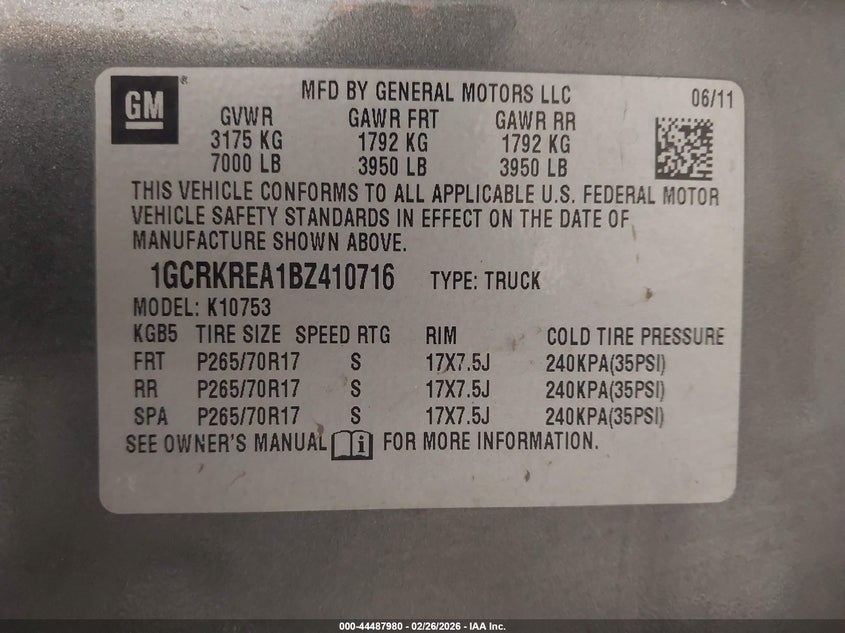 GM®
MFD BY GENERAL MOTORS LLC 06/11
GVWR GAWR FRT GAWR RR
3175 KG 1792 KG 1792 KG
7000 LB 3950 LB 3950 LB
THIS VEHICLE CONFORMS TO ALL APPLICABLE U.S. FEDERAL MOTOR
VEHICLE SAFETY STANDARDS IN EFFECT ON THE DATE OF
MANUFACTURE SHOWN ABOVE.
1GCRKREA1BZ410716 TYPE: TRUCK
MODEL: K10753
KGB5 TIRE SIZE SPEED RTG RIM COLD TIRE PRESSURE
FRT P265/70R17 S 17X7.5J 240KPA(35PSI)
RR P265/70R17 S 17X7.5J 240KPA(35PSI)
SPA P265/70R17 S 17X7.5J 240KPA(35PSI)
SEE OWNER'S MANUAL i FOR MORE INFORMATION.
000-44487980 - 02/26/2026 - IAA Inc.